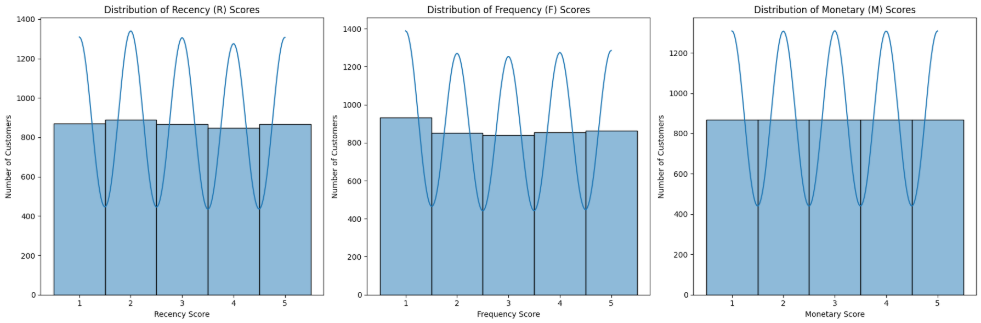 Distribution of Recency (R) Scores
Number of Customers
1400
1200
1000
800
600
400
200
0
1 2 3 4 5
Recency Score
Distribution of Frequency (F) Scores
Number of Customers
1400
1200
1000
800
600
400
200
0
1 2 3 4 5
Frequency Score
Distribution of Monetary (M) Scores
Number of Customers
1200
1000
800
600
400
200
0
1 2 3 4 5
Monetary Score